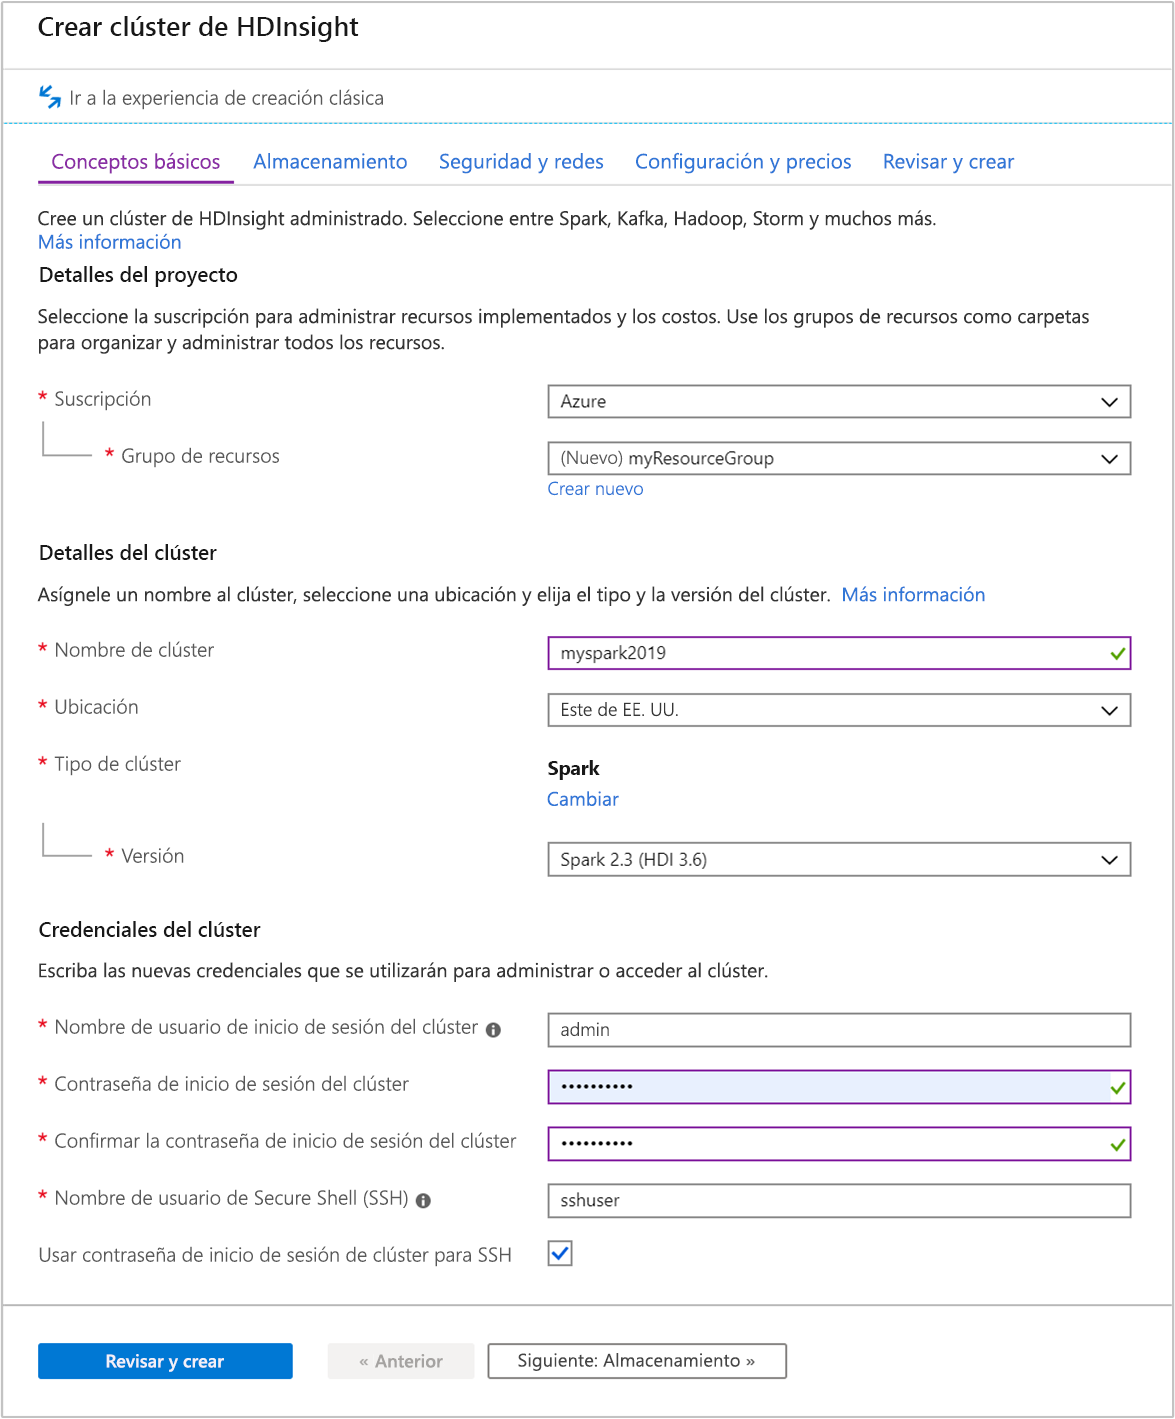 Crear clúster de HDInsight
Ir a la experiencia de creación clásica
Conceptos básicos Almacenamiento Seguridad y redes Configuración y precios Revisar y crear
Cree un clúster de HDInsight administrado. Seleccione entre Spark, Kafka, Hadoop, Storm y muchos más.
Más información
Detalles del proyecto
Seleccione la suscripción para administrar recursos implementados y los costos. Use los grupos de recursos como carpetas
para organizar y administrar todos los recursos.
* Suscripción Azure
* Grupo de recursos (Nuevo) myResourceGroup
Crear nuevo
Detalles del clúster
Asígnele un nombre al clúster, seleccione una ubicación y elija el tipo y la versión del clúster. Más información
* Nombre de clúster myspark2019
* Ubicación Este de EE. UU.
* Tipo de clúster Spark
Cambiar
* Versión Spark 2.3 (HDI 3.6)
Credenciales del clúster
Escriba las nuevas credenciales que se utilizarán para administrar o acceder al clúster.
* Nombre de usuario de inicio de sesión del clúster admin
* Contraseña de inicio de sesión del clúster ••••••••••
* Confirmar la contraseña de inicio de sesión del clúster ••••••••••
* Nombre de usuario de Secure Shell (SSH) sshuser
Usar contraseña de inicio de sesión de clúster para SSH
Revisar y crear « Anterior Siguiente: Almacenamiento »